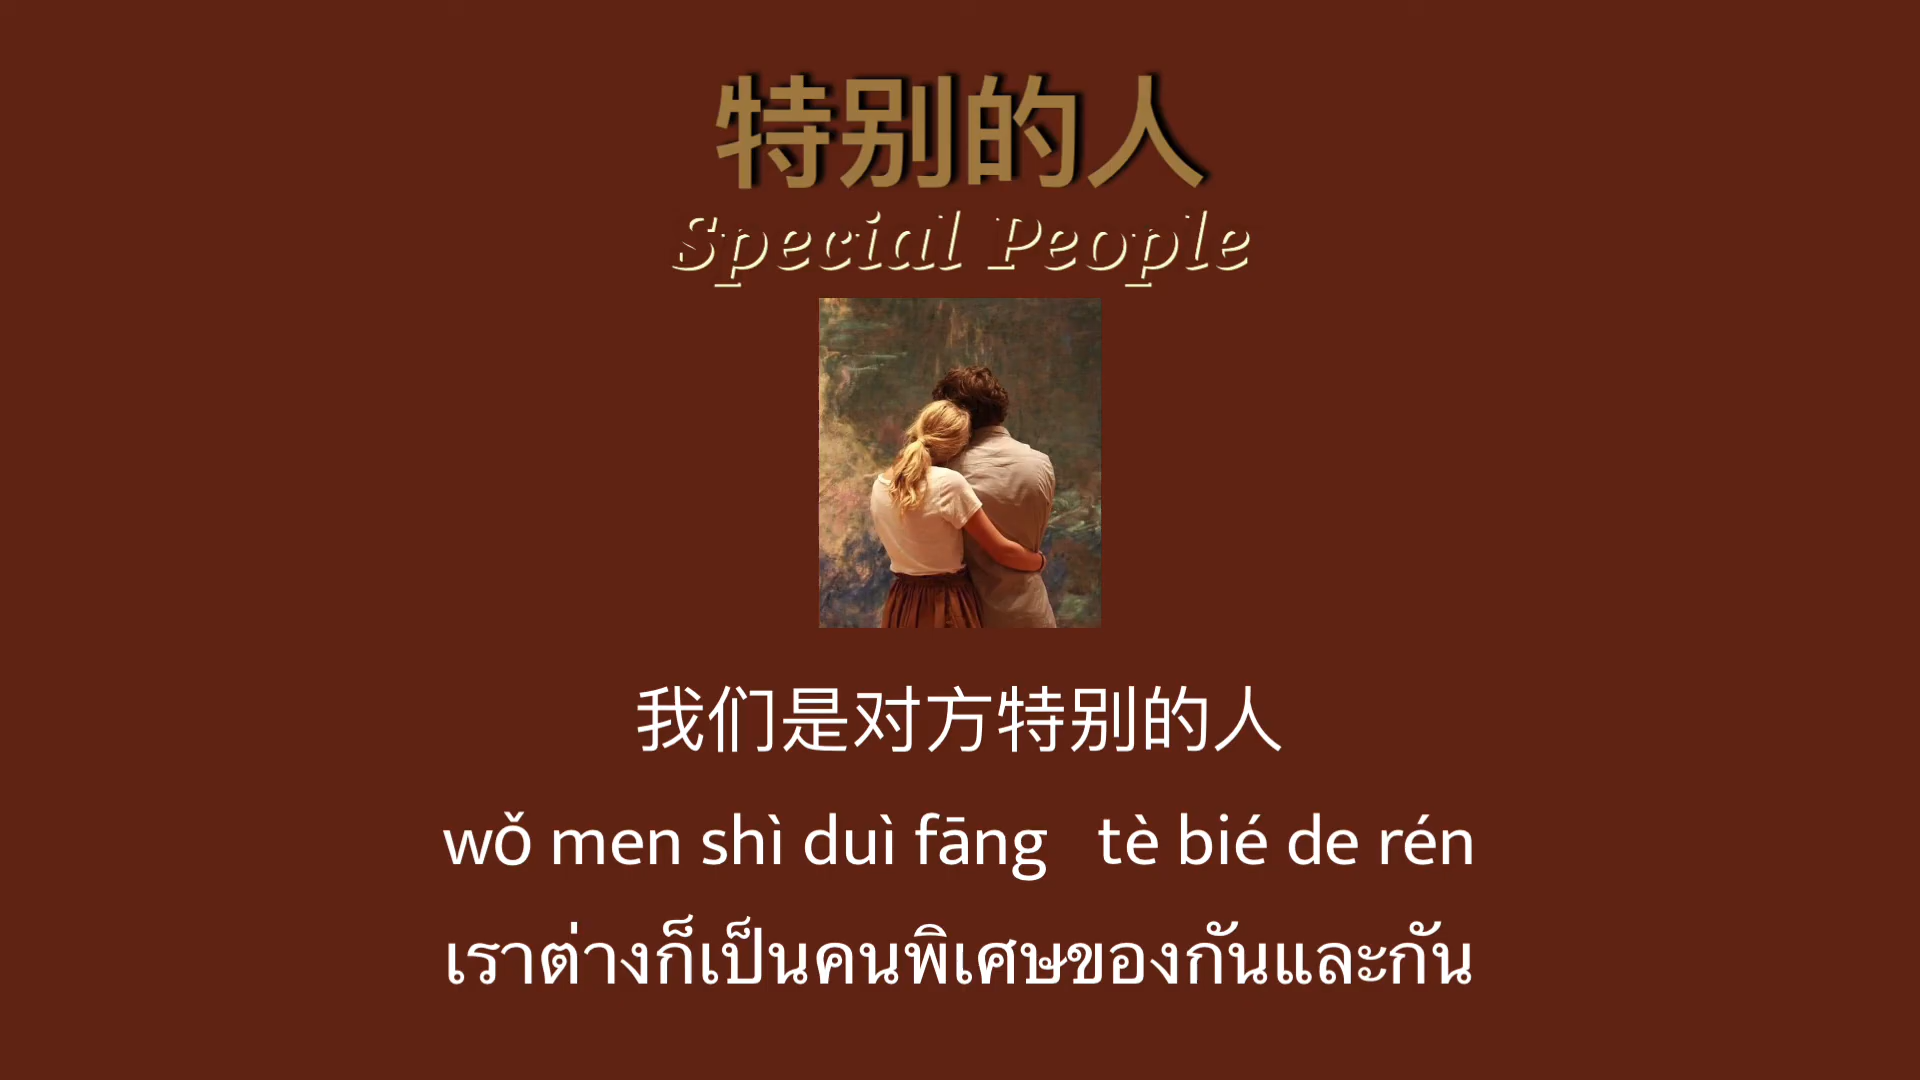 特别的人
Special People
我们是对方特别的人
wǒ men shì duì fāng tè bié de rén
เราต่างก็เป็นคนพิเศษของกันและกัน